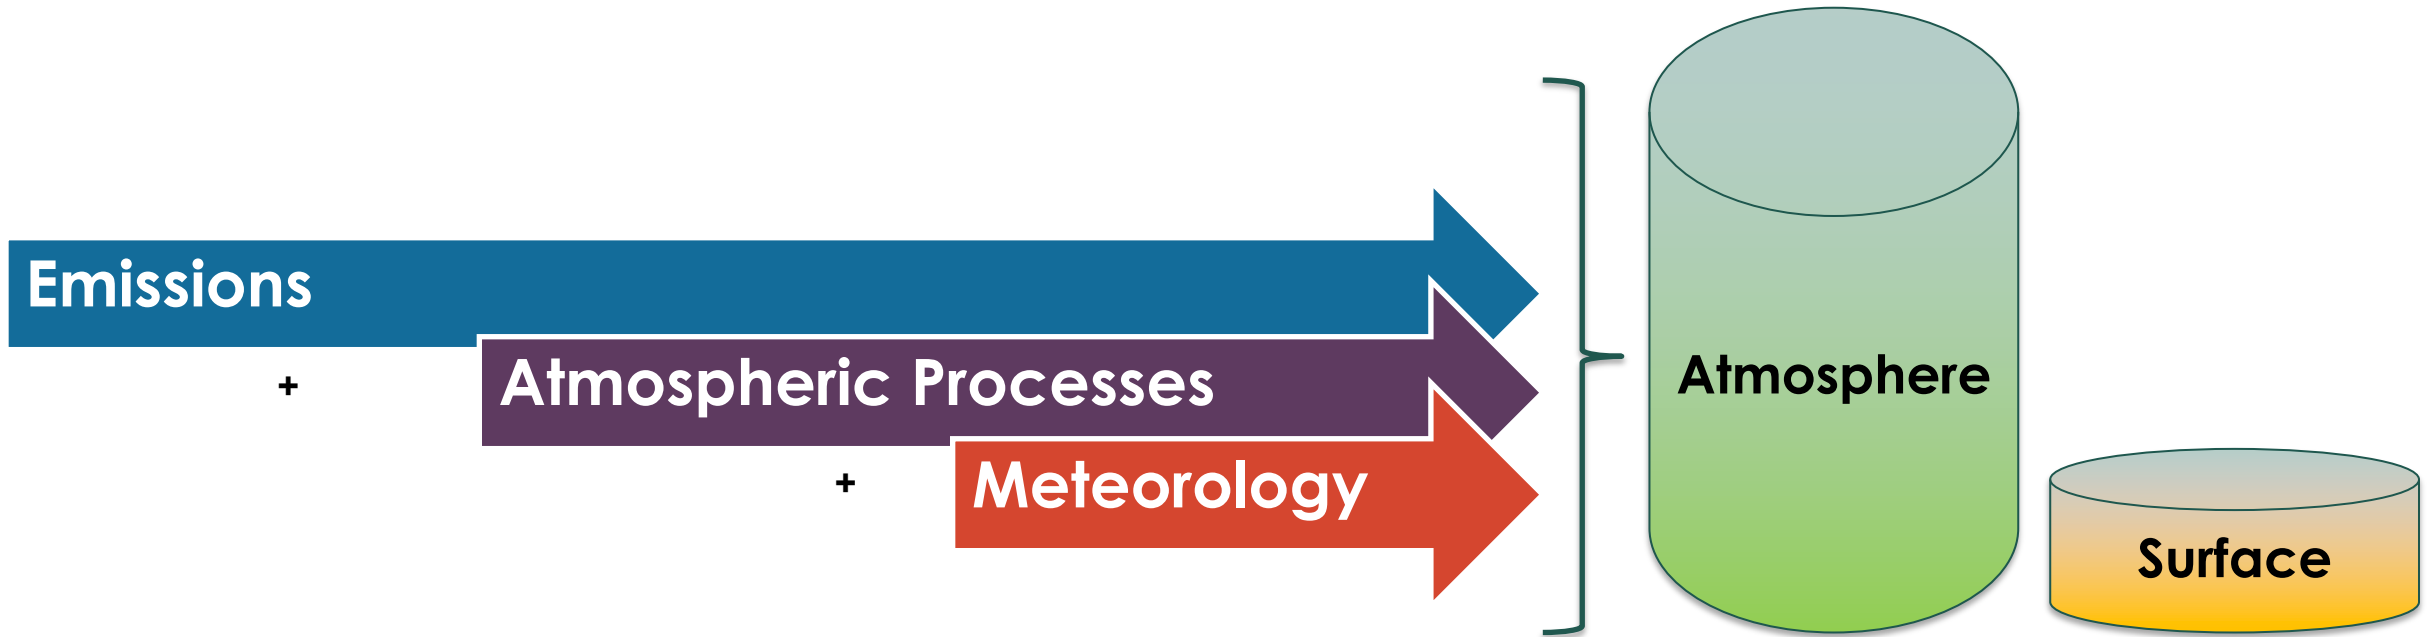 Emissions
+
Atmospheric Processes
+
Meteorology
Atmosphere
Surface